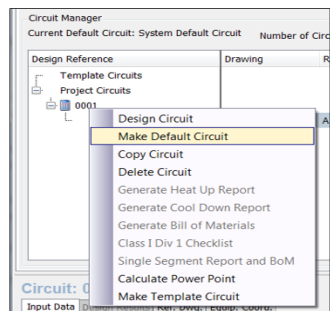 Circuit Manager
Current Default Circuit: System Default Circuit Number of Circ
Design Reference Drawing R
Template Circuits
Project Circuits
0001
Design Circuit
Make Default Circuit A
Copy Circuit
Delete Circuit
Generate Heat Up Report
Generate Cool Down Report
Generate Bill of Materials
Class I Div 1 Checklist
Single Segment Report and BoM
Calculate Power Point
Make Template Circuit
Circuit: 0
Input Data Design Results Ref. Dwg. Equip. Coord.